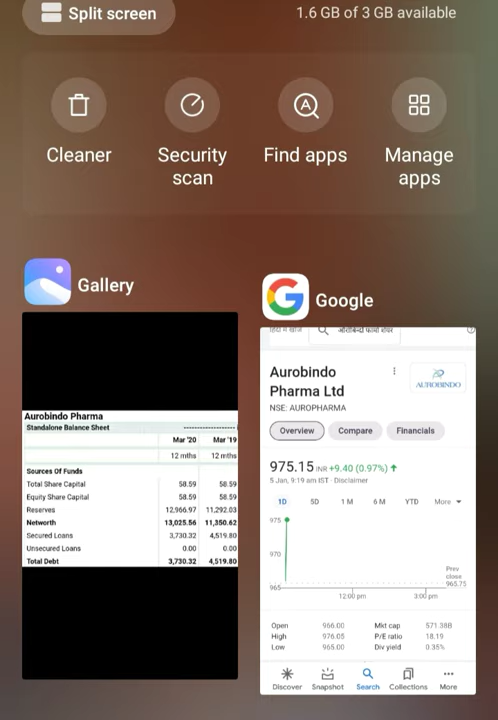 Split screen
1.6 GB of 3 GB available
Cleaner
Security scan
Find apps
Manage apps
Gallery
Aurobindo Pharma
Standalone Balance Sheet
Mar '20 Mar '19
12 mths 12 mths
Sources Of Funds
Total Share Capital 58.59 58.59
Equity Share Capital 58.59 58.59
Reserves 12,966.97 11,292.03
Networth 13,025.56 11,350.62
Secured Loans 3,730.32 4,519.80
Unsecured Loans 0.00 0.00
Total Debt 3,730.32 4,519.80
Google
Aurobindo
Pharma Ltd
AUROBINDO
NSE: AUROPHARMA
Overview Compare Financials
975.15 INR +9.40 (0.97%) ↑
5 Jan, 9:19 am IST · Disclaimer
1D 5D 1 M 6 M YTD More
975
970
965
Prev
close
965.75
12:00 pm 3:00 pm
Open 966.00 Mkt cap 571.38B
High 976.05 P/E ratio 18.19
Low 965.00 Div yield 0.35%
Discover Snapshot Search Collections More